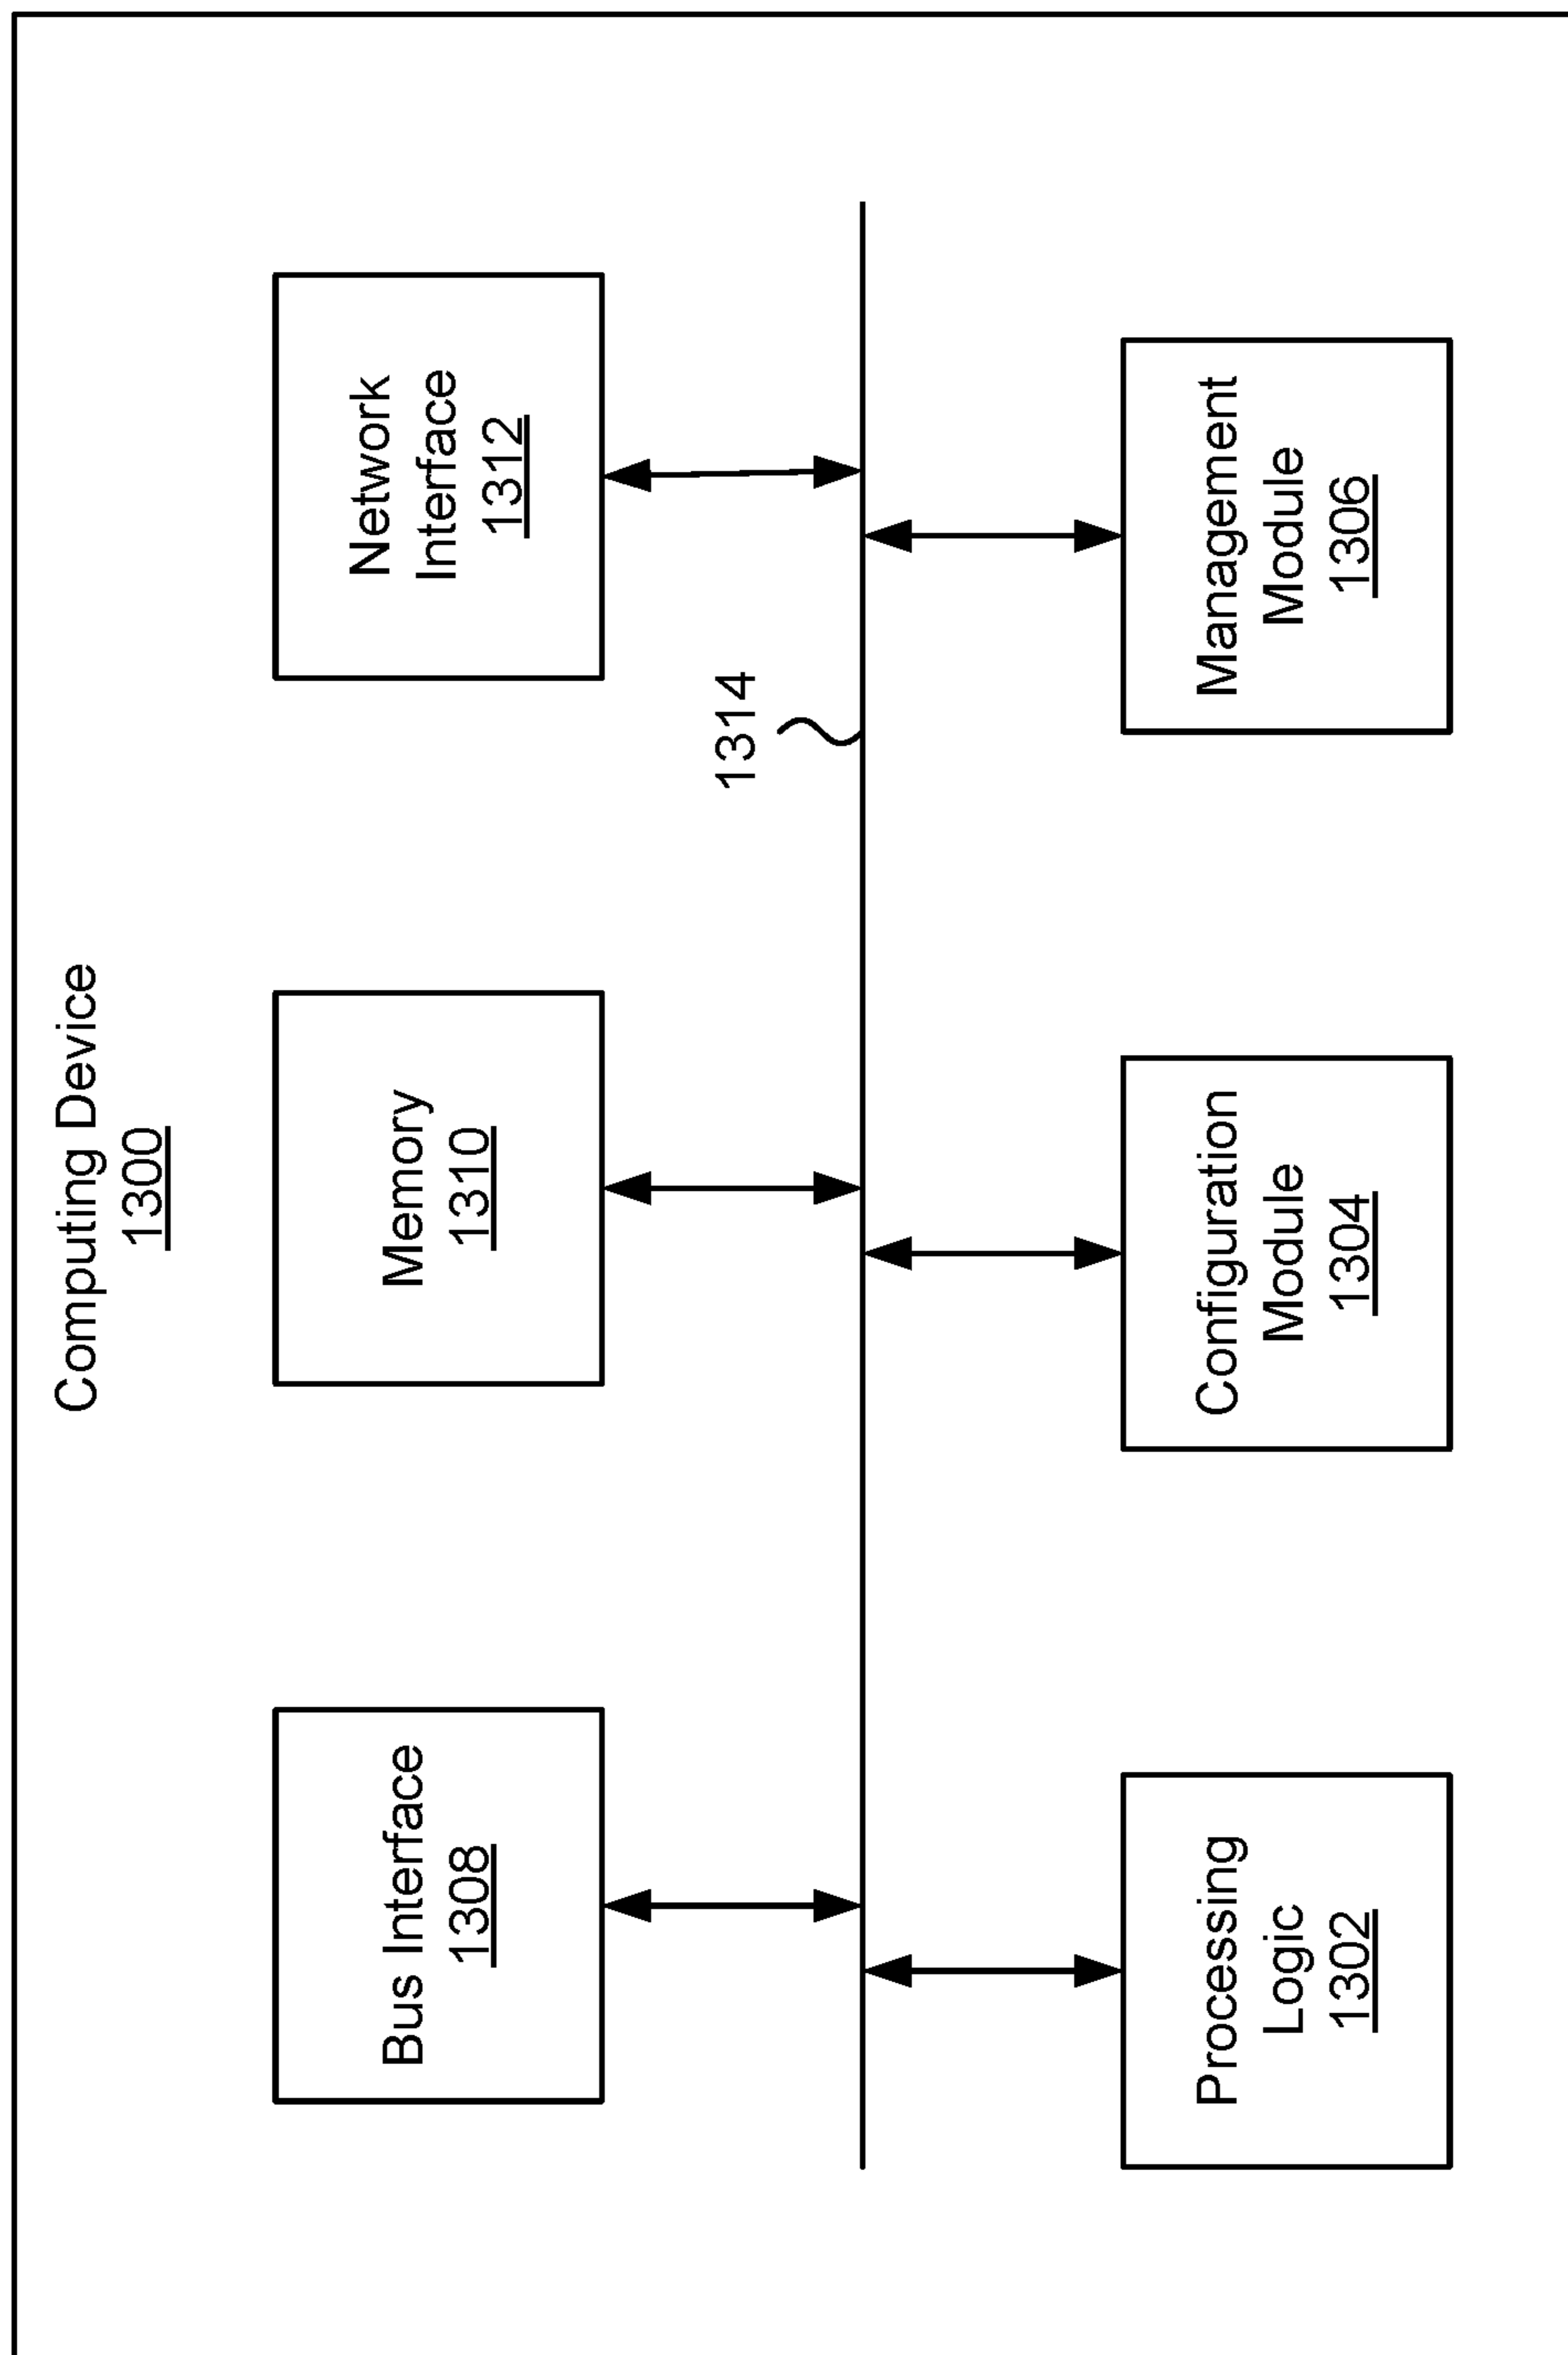 Computing Device
1300
Bus Interface
1308
Memory
1310
Network
Interface
1312
1314
Processing
Logic
1302
Configuration
Module
1304
Management
Module
1306